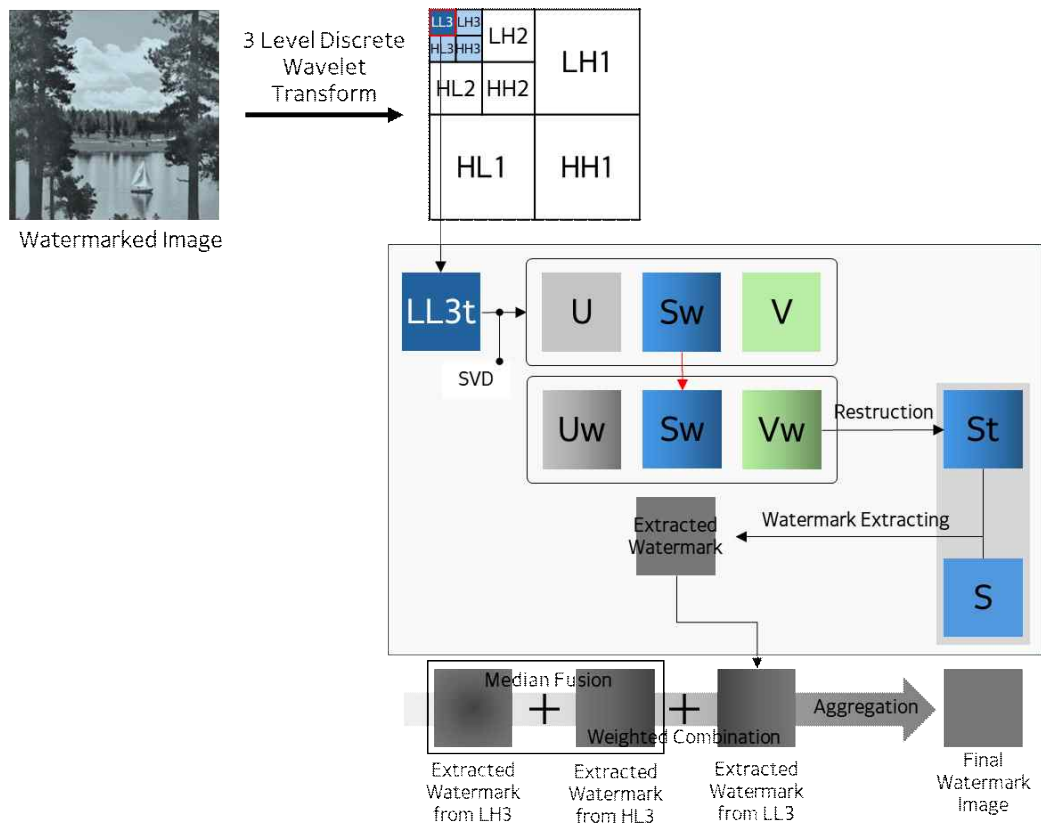 3 Level Discrete
Wavelet
Transform
LL3 LH3
HL3 HH3
LH2
HL2 HH2
LH1
HL1 HH1
Watermarked Image
LL3t
SVD
U Sw V
Uw Sw Vw
Restruction
St
Extracted
Watermark
Watermark Extracting
S
Median Fusion
+ +
Weighted Combination
Aggregation
Extracted
Watermark
from LH3
Extracted
Watermark
from HL3
Extracted
Watermark
from LL3
Final
Watermark
Image